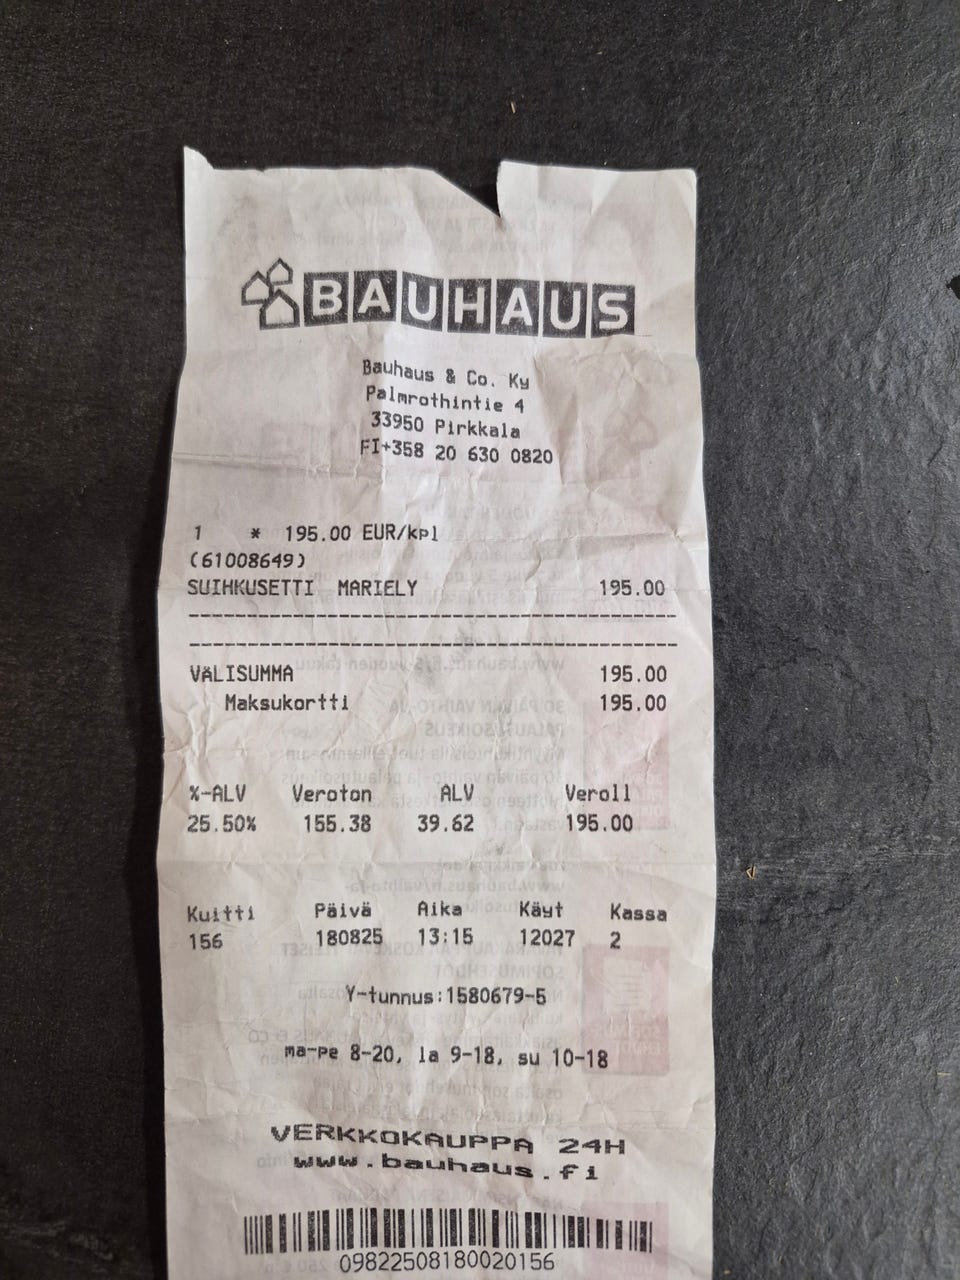 BAUHAUS
Bauhaus & Co. Ky
Palmrothintie 4
33950 Pirkkala
FI+358 20 630 0820
1 * 195.00 EUR/kpl
(61008649)
SUIHKUSETTI MARIELY 195.00
VÄLISUMMA 195.00
Maksukortti 195.00
%-ALV Veroton ALV Veroll
25.50% 155.38 39.62 195.00
Kuitti Päivä Aika Käyt Kassa
156 180825 13:15 12027 2
Y-tunnus:1580679-5
ma-pe 8-20, la 9-18, su 10-18
VERKKOKAUPPA 24H
www.bauhaus.fi
09822508180020156